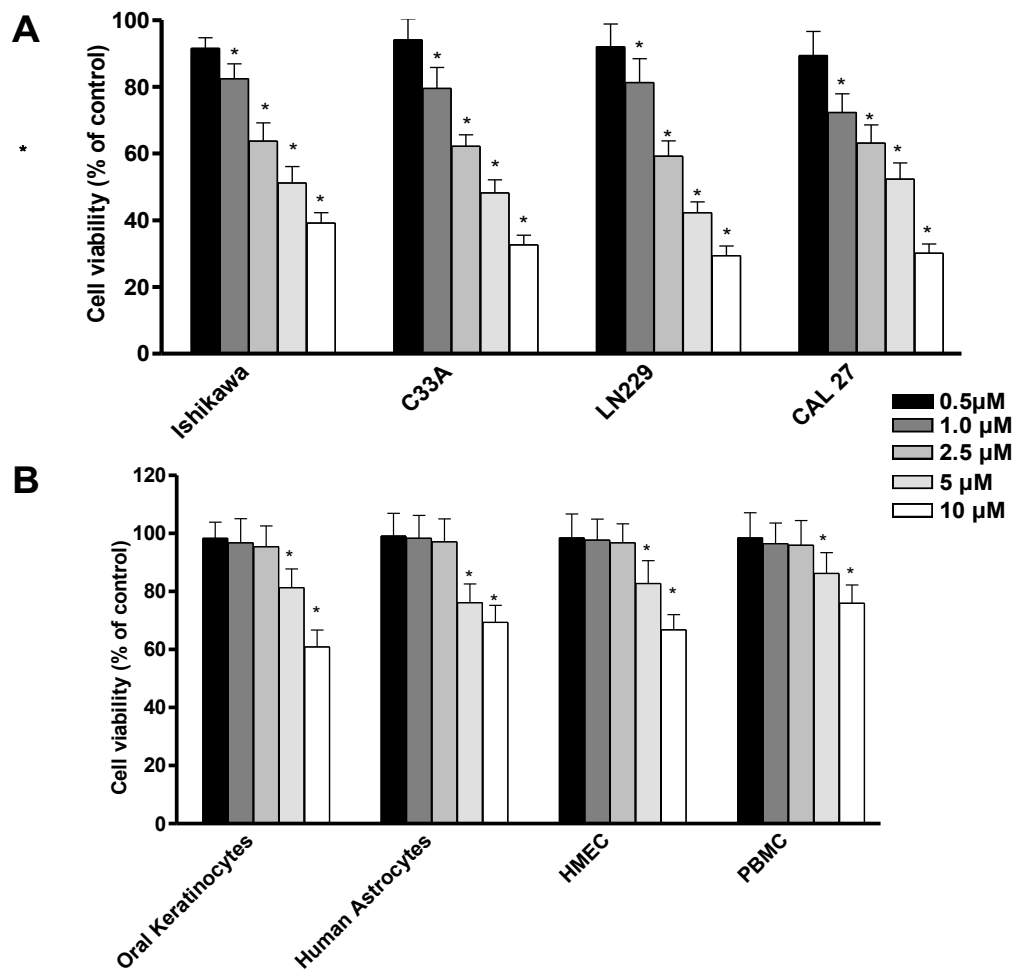 A
Cell viability (% of control)
100
80
60
40
20
0
* * * *
* * * *
* * * *
* * * *
*
Ishikawa
C33A
LN229
CAL 27
0.5µM
1.0 µM
2.5 µM
5 µM
10 µM
B
Cell viability (% of control)
120
100
80
60
40
20
0
* *
* *
* *
* *
Oral Keratinocytes
Human Astrocytes
HMEC
PBMC